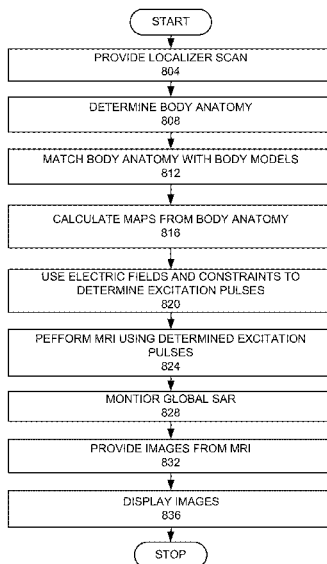 START
PROVIDE LOCALIZER SCAN
804
DETERMINE BODY ANATOMY
808
MATCH BODY ANATOMY WITH BODY MODELS
812
CALCULATE MAPS FROM BODY ANATOMY
816
USE ELECTRIC FIELDS AND CONSTRAINTS TO
DETERMINE EXCITATION PULSES
820
PEFFORM MRI USING DETERMINED EXCITATION
PULSES
824
MONTIOR GLOBAL SAR
828
PROVIDE IMAGES FROM MRI
832
DISPLAY IMAGES
836
STOP